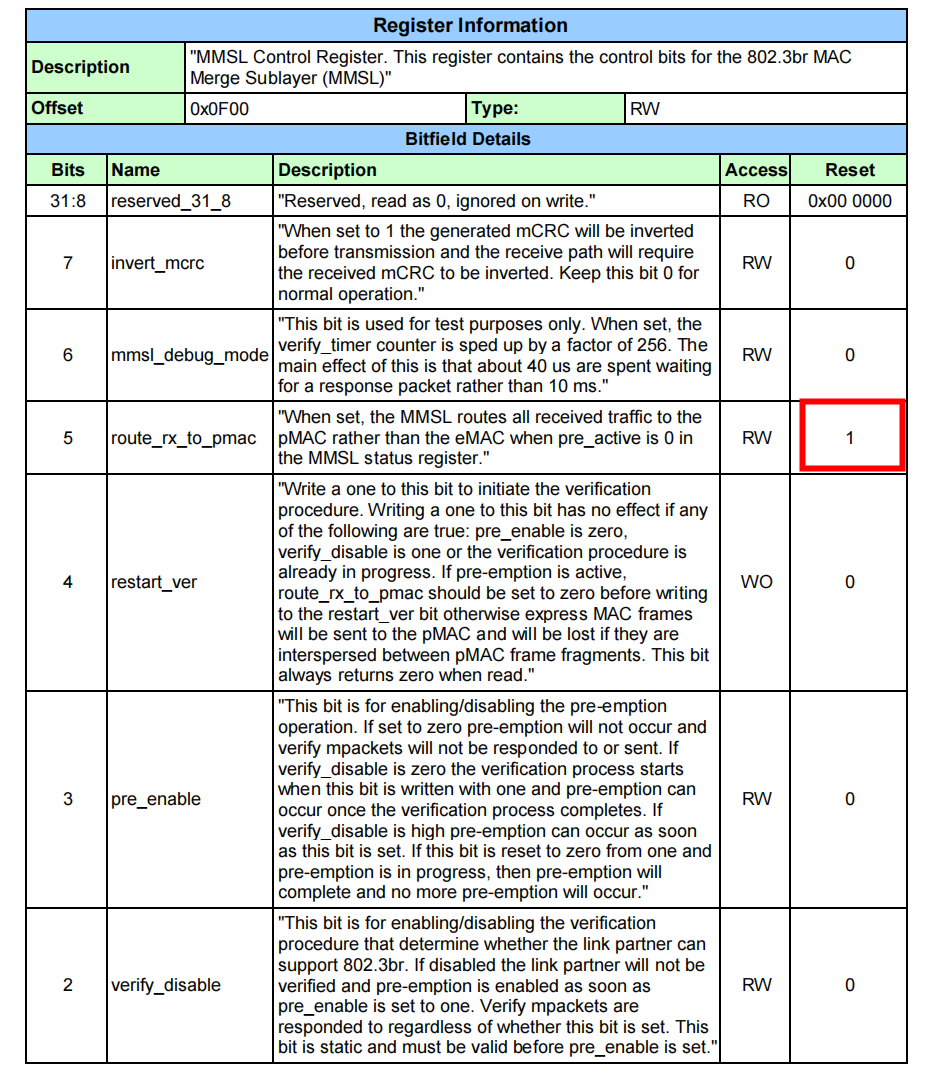 Register Information
Description
"MMSL Control Register. This register contains the control bits for the 802.3br MAC
Merge Sublayer (MMSL)"
Offset
0x0F00
Type:
RW
Bitfield Details
Bits
Name
Description
Access
Reset
31:8
reserved_31_8
"Reserved, read as 0, ignored on write."
RO
0x00 0000
7
invert_mcrc
"When set to 1 the generated mCRC will be inverted
before transmission and the receive path will require
the received mCRC to be inverted. Keep this bit 0 for
normal operation."
RW
0
6
mmsl_debug_mode
"This bit is used for test purposes only. When set, the
verify_timer counter is sped up by a factor of 256. The
main effect of this is that about 40 us are spent waiting
for a response packet rather than 10 ms."
RW
0
5
route_rx_to_pmac
"When set, the MMSL routes all received traffic to the
pMAC rather than the eMAC when pre_active is 0 in
the MMSL status register."
RW
1
4
restart_ver
"Write a one to this bit to initiate the verification
procedure. Writing a one to this bit has no effect if any
of the following are true: pre_enable is zero,
verify_disable is one or the verification procedure is
already in progress. If pre-emption is active,
route_rx_to_pmac should be set to zero before writing
to the restart_ver bit otherwise express MAC frames
will be sent to the pMAC and will be lost if they are
interspersed between pMAC frame fragments. This bit
always returns zero when read."
WO
0
3
pre_enable
"This bit is for enabling/disabling the pre-emption
operation. If set to zero pre-emption will not occur and
verify mpackets will not be responded to or sent. If
verify_disable is zero the verification process starts
when this bit is written with one and pre-emption can
occur once the verification process completes. If
verify_disable is high pre-emption can occur as soon
as this bit is set. If this bit is reset to zero from one and
pre-emption is in progress, then pre-emption will
complete and no more pre-emption will occur."
RW
0
2
verify_disable
"This bit is for enabling/disabling the verification
procedure that determine whether the link partner can
support 802.3br. If disabled the link partner will not be
verified and pre-emption is enabled as soon as
pre_enable is set to one. Verify mpackets are
responded to regardless of whether this bit is set. This
bit is static and must be valid before pre_enable is set."
RW
0